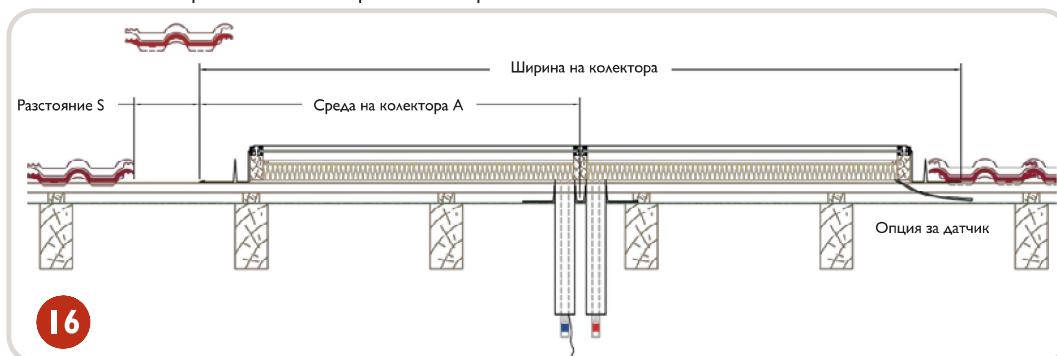 Ширина на колектора
Разстояние S
Среда на колектора A
Опция за датчик
16